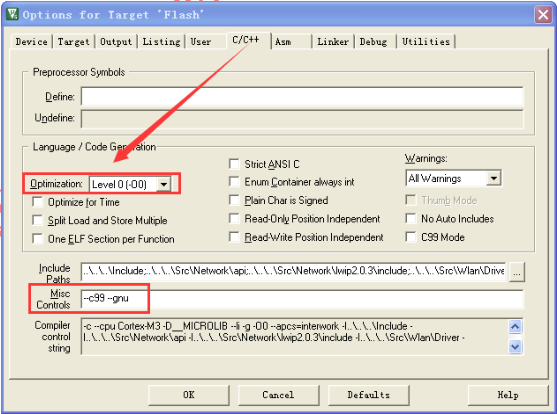 Options for Target 'Flash'
Device Target Output Listing User C/C++ Asm Linker Debug Utilities
Preprocessor Symbols
Define:
Undefine:
Language / Code Generation
Optimization: Level 0 (-O0)
Optimize for Time
Split Load and Store Multiple
One ELF Section per Function
Strict ANSI C
Enum Container always int
Plain Char is Signed
Read-Only Position Independent
Read-Write Position Independent
Warnings:
All Warnings
Thumb Mode
No Auto Includes
C99 Mode
Include Paths
..\..\..\Include;..\..\..\Src\Network\api;..\..\..\Src\Network\lwip2.0.3\include;..\..\..\Src\Wlan\Drive
...
Misc Controls
--c99 --gnu
Compiler control string
-c --cpu Cortex-M3 -D__MICROLIB --li -g -O0 --apcs=interwork -I..\..\..\Include -
I..\..\..\Src\Network\api -I..\..\..\Src\Network\lwip2.0.3\include -I..\..\..\Src\Wlan\Driver -
OK Cancel Defaults Help